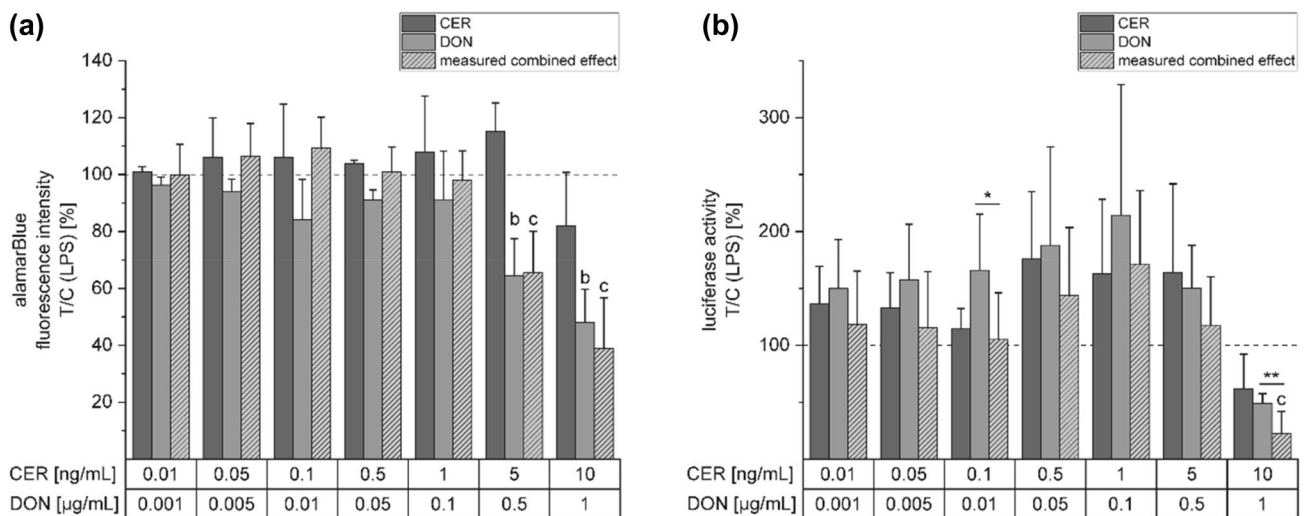 (a)
CER
DON
measured combined effect
alamarBlue
fluorescence intensity
T/C (LPS) [%]
140
120
100
80
60
40
20
b c
b
c
CER [ng/mL] 0.01 0.05 0.1 0.5 1 5 10
DON [µg/mL] 0.001 0.005 0.01 0.05 0.1 0.5 1
(b)
CER
DON
measured combined effect
luciferase activity
T/C (LPS) [%]
300
200
100
*
**
c
CER [ng/mL] 0.01 0.05 0.1 0.5 1 5 10
DON [µg/mL] 0.001 0.005 0.01 0.05 0.1 0.5 1